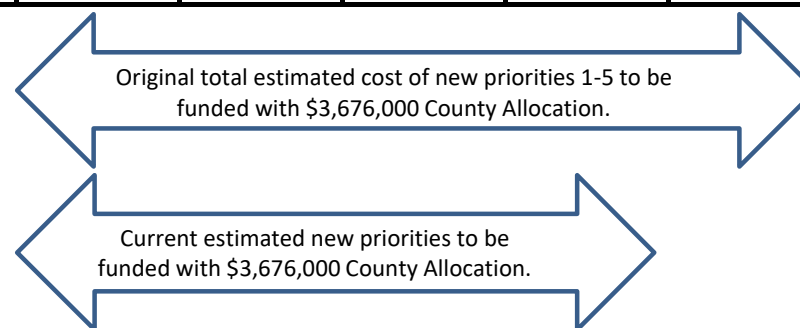 Original total estimated cost of new priorities 1-5 to be
funded with $3,676,000 County Allocation.
Current estimated new priorities to be
funded with $3,676,000 County Allocation.